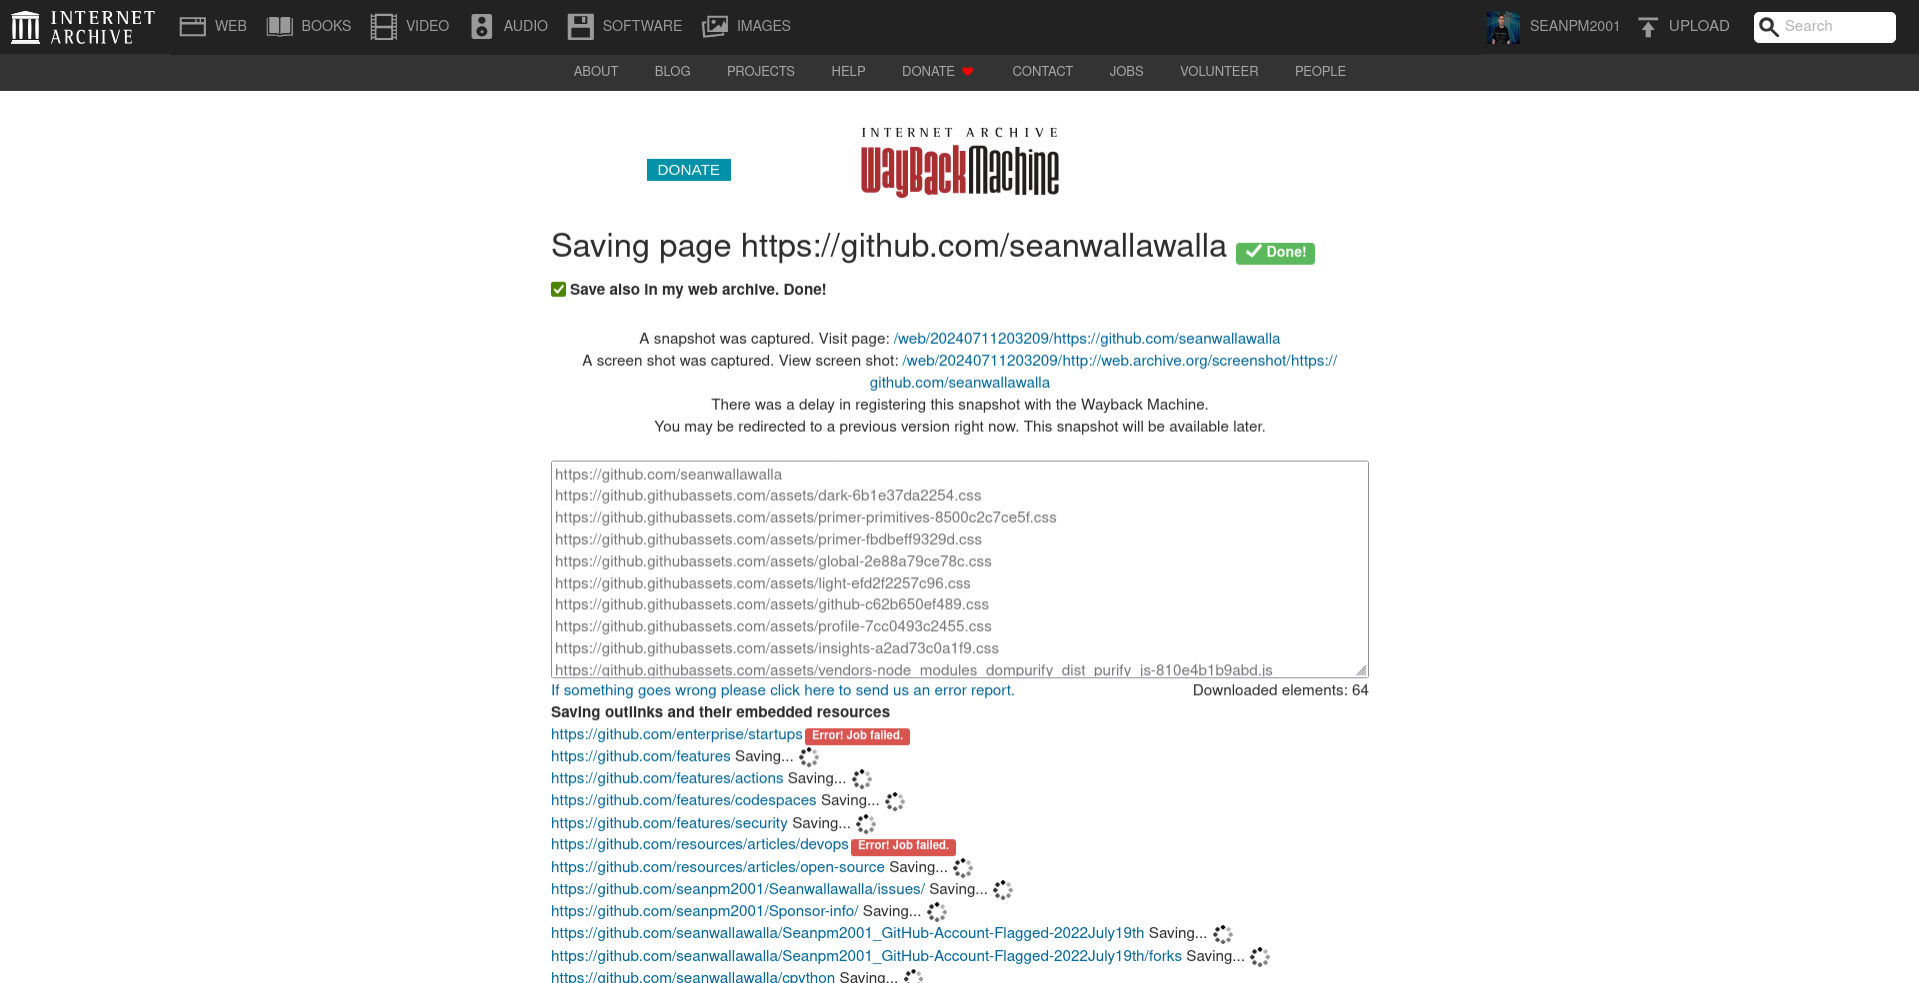 INTERNET
ARCHIVE
WEB BOOKS VIDEO AUDIO SOFTWARE IMAGES SEANPM2001 UPLOAD Search
ABOUT BLOG PROJECTS HELP DONATE CONTACT JOBS VOLUNTEER PEOPLE
INTERNET ARCHIVE
WayBackMachine
DONATE
Saving page https://github.com/seanwallawalla Done!
Save also in my web archive. Done!
A snapshot was captured. Visit page: /web/20240711203209/https://github.com/seanwallawalla
A screen shot was captured. View screen shot: /web/20240711203209/http://web.archive.org/screenshot/https://
github.com/seanwallawalla
There was a delay in registering this snapshot with the Wayback Machine.
You may be redirected to a previous version right now. This snapshot will be available later.
https://github.com/seanwallawalla
https://github.githubassets.com/assets/dark-6b1e37da2254.css
https://github.githubassets.com/assets/primer-primitives-8500c2c7ce5f.css
https://github.githubassets.com/assets/primer-fbdbeff9329d.css
https://github.githubassets.com/assets/global-2e88a79ce78c.css
https://github.githubassets.com/assets/light-efd2f2257c96.css
https://github.githubassets.com/assets/github-c62b650ef489.css
https://github.githubassets.com/assets/profile-7cc0493c2455.css
https://github.githubassets.com/assets/insights-a2ad73c0a1f9.css
https://github.githubassets.com/assets/vendors-node_modules_dompurify_dist_purify_js-810e4b1b9abd.js
If something goes wrong please click here to send us an error report. Downloaded elements: 64
Saving outlinks and their embedded resources
https://github.com/enterprise/startups Error! Job failed.
https://github.com/features Saving...
https://github.com/features/actions Saving...
https://github.com/features/codespaces Saving...
https://github.com/features/security Saving...
https://github.com/resources/articles/devops Error! Job failed.
https://github.com/resources/articles/open-source Saving...
https://github.com/seanpm2001/Seanwallawalla/issues/ Saving...
https://github.com/seanpm2001/Sponsor-info/ Saving...
https://github.com/seanwallawalla/Seanpm2001_GitHub-Account-Flagged-2022July19th Saving...
https://github.com/seanwallawalla/Seanpm2001_GitHub-Account-Flagged-2022July19th/forks Saving...
https://github.com/seanwallawalla/cpython Saving...